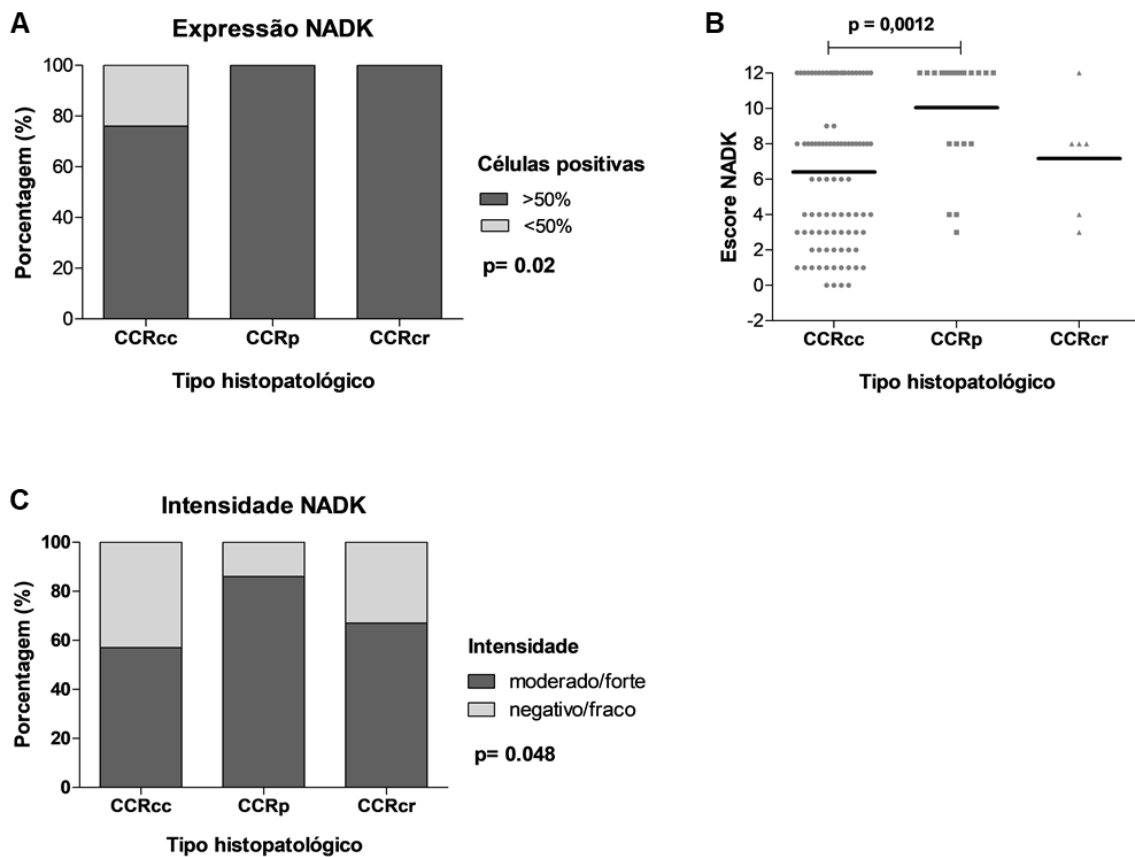 A
Expressão NADK
Porcentagem (%)
100
80
60
40
20
0
CCRcc CCRp CCRcr
Tipo histopatológico
Células positivas
>50%
<50%
p= 0.02
B
p = 0,0012
Escore NADK
12
10
8
6
4
2
0
-2
CCRcc CCRp CCRcr
Tipo histopatológico
C
Intensidade NADK
Porcentagem (%)
100
80
60
40
20
0
CCRcc CCRp CCRcr
Tipo histopatológico
Intensidade
moderado/forte
negativo/fraco
p= 0.048